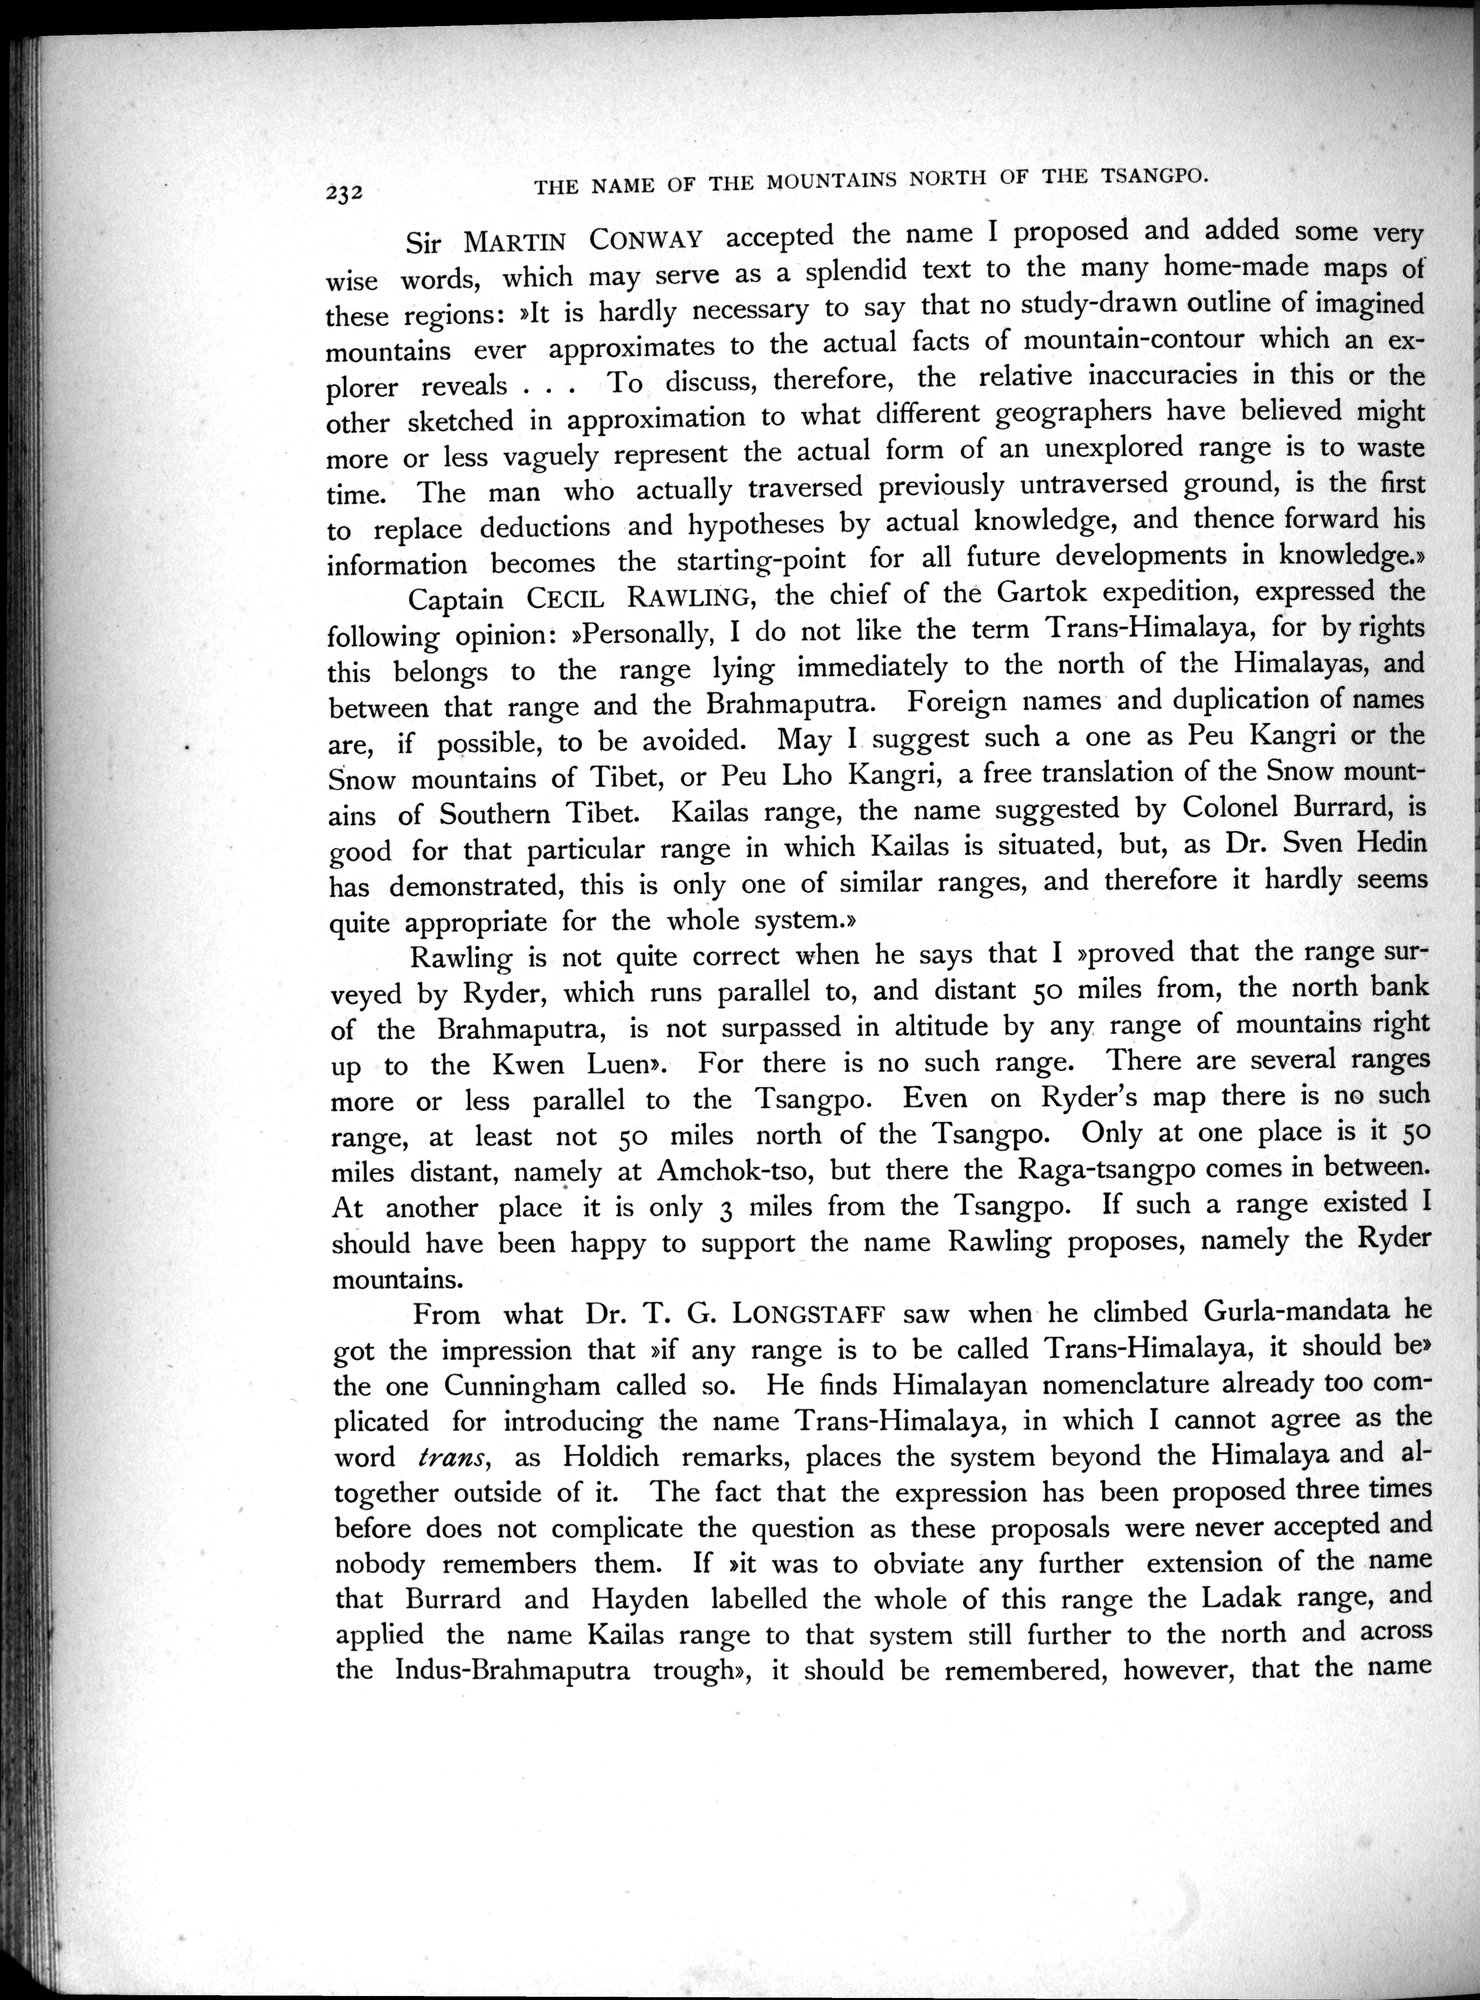 232 THE NAME OF THE MOUNTAINS NORTH OF THE TSANGPO.
Sir MARTIN CONWAY accepted the name I proposed and added some very
wise words, which may serve as a splendid text to the many home-made maps of
these regions: »It is hardly necessary to say that no study-drawn outline of imagined
mountains ever approximates to the actual facts of mountain-contour which an ex-
plorer reveals . . . To discuss, therefore, the relative inaccuracies in this or the
other sketched in approximation to what different geographers have believed might
more or less vaguely represent the actual form of an unexplored range is to waste
time. The man who actually traversed previously untraversed ground, is the first
to replace deductions and hypotheses by actual knowledge, and thence forward his
information becomes the starting-point for all future developments in knowledge.»
Captain CECIL RAWLING, the chief of the Gartok expedition, expressed the
following opinion: »Personally, I do not like the term Trans-Himalaya, for by rights
this belongs to the range lying immediately to the north of the Himalayas, and
between that range and the Brahmaputra. Foreign names and duplication of names
are, if possible, to be avoided. May I suggest such a one as Peu Kangri or the
Snow mountains of Tibet, or Peu Lho Kangri, a free translation of the Snow mount-
ains of Southern Tibet. Kailas range, the name suggested by Colonel Burrard, is
good for that particular range in which Kailas is situated, but, as Dr. Sven Hedin
has demonstrated, this is only one of similar ranges, and therefore it hardly seems
quite appropriate for the whole system.»
Rawling is not quite correct when he says that I »proved that the range sur-
veyed by Ryder, which runs parallel to, and distant 50 miles from, the north bank
of the Brahmaputra, is not surpassed in altitude by any range of mountains right
up to the Kwen Luen». For there is no such range. There are several ranges
more or less parallel to the Tsangpo. Even on Ryder's map there is no such
range, at least not 50 miles north of the Tsangpo. Only at one place is it 50
miles distant, namely at Amchok-tso, but there the Raga-tsangpo comes in between.
At another place it is only 3 miles from the Tsangpo. If such a range existed I
should have been happy to support the name Rawling proposes, namely the Ryder
mountains.
From what Dr. T. G. LONGSTAFF saw when he climbed Gurla-mandata he
got the impression that »if any range is to be called Trans-Himalaya, it should be»
the one Cunningham called so. He finds Himalayan nomenclature already too com-
plicated for introducing the name Trans-Himalaya, in which I cannot agree as the
word trans, as Holdich remarks, places the system beyond the Himalaya and al-
together outside of it. The fact that the expression has been proposed three times
before does not complicate the question as these proposals were never accepted and
nobody remembers them. If »it was to obviate any further extension of the name
that Burrard and Hayden labelled the whole of this range the Ladak range, and
applied the name Kailas range to that system still further to the north and across
the Indus-Brahmaputra trough», it should be remembered, however, that the name